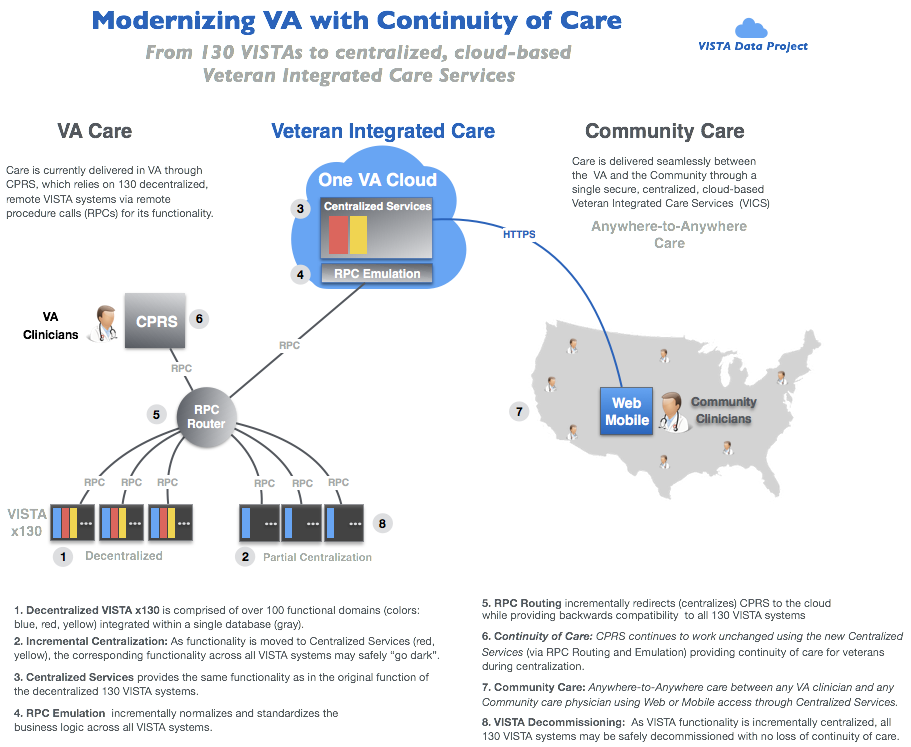 Modernizing VA with Continuity of Care
From 130 VISTAs to centralized, cloud-based
Veteran Integrated Care Services
VISTA Data Project
VA Care
Care is currently delivered in VA through
CPRS, which relies on 130 decentralized,
remote VISTA systems via remote
procedure calls (RPCs) for its functionality.
Veteran Integrated Care
Community Care
Care is delivered seamlessly between
the VA and the Community through a
single secure, centralized, cloud-based
Veteran Integrated Care Services (VICS)
Anywhere-to-Anywhere
Care
One VA Cloud
3
Centralized Services
HTTPS
4
RPC Emulation
VA
Clinicians
CPRS
6
RPC
RPC
5
RPC
Router
7
Web
Mobile
Community
Clinicians
RPC
RPC
RPC
RPC
RPC
RPC
VISTA
x130
...
...
...
...
...
...
8
1
Decentralized
2
Partial Centralization
1. Decentralized VISTA x130 is comprised of over 100 functional domains (colors:
blue, red, yellow) integrated within a single database (gray).
2. Incremental Centralization: As functionality is moved to Centralized Services (red,
yellow), the corresponding functionality across all VISTA systems may safely "go dark".
3. Centralized Services provides the same functionality as in the original function of
the decentralized 130 VISTA systems.
4. RPC Emulation incrementally normalizes and standardizes the
business logic across all VISTA systems.
5. RPC Routing incrementally redirects (centralizes) CPRS to the cloud
while providing backwards compatibility to all 130 VISTA systems
6. Continuity of Care: CPRS continues to work unchanged using the new Centralized
Services (via RPC Routing and Emulation) providing continuity of care for veterans
during centralization.
7. Community Care: Anywhere-to-Anywhere care between any VA clinician and any
Community care physician using Web or Mobile access through Centralized Services.
8. VISTA Decommissioning: As VISTA functionality is incrementally centralized, all
130 VISTA systems may be safely decommissioned with no loss of continuity of care.